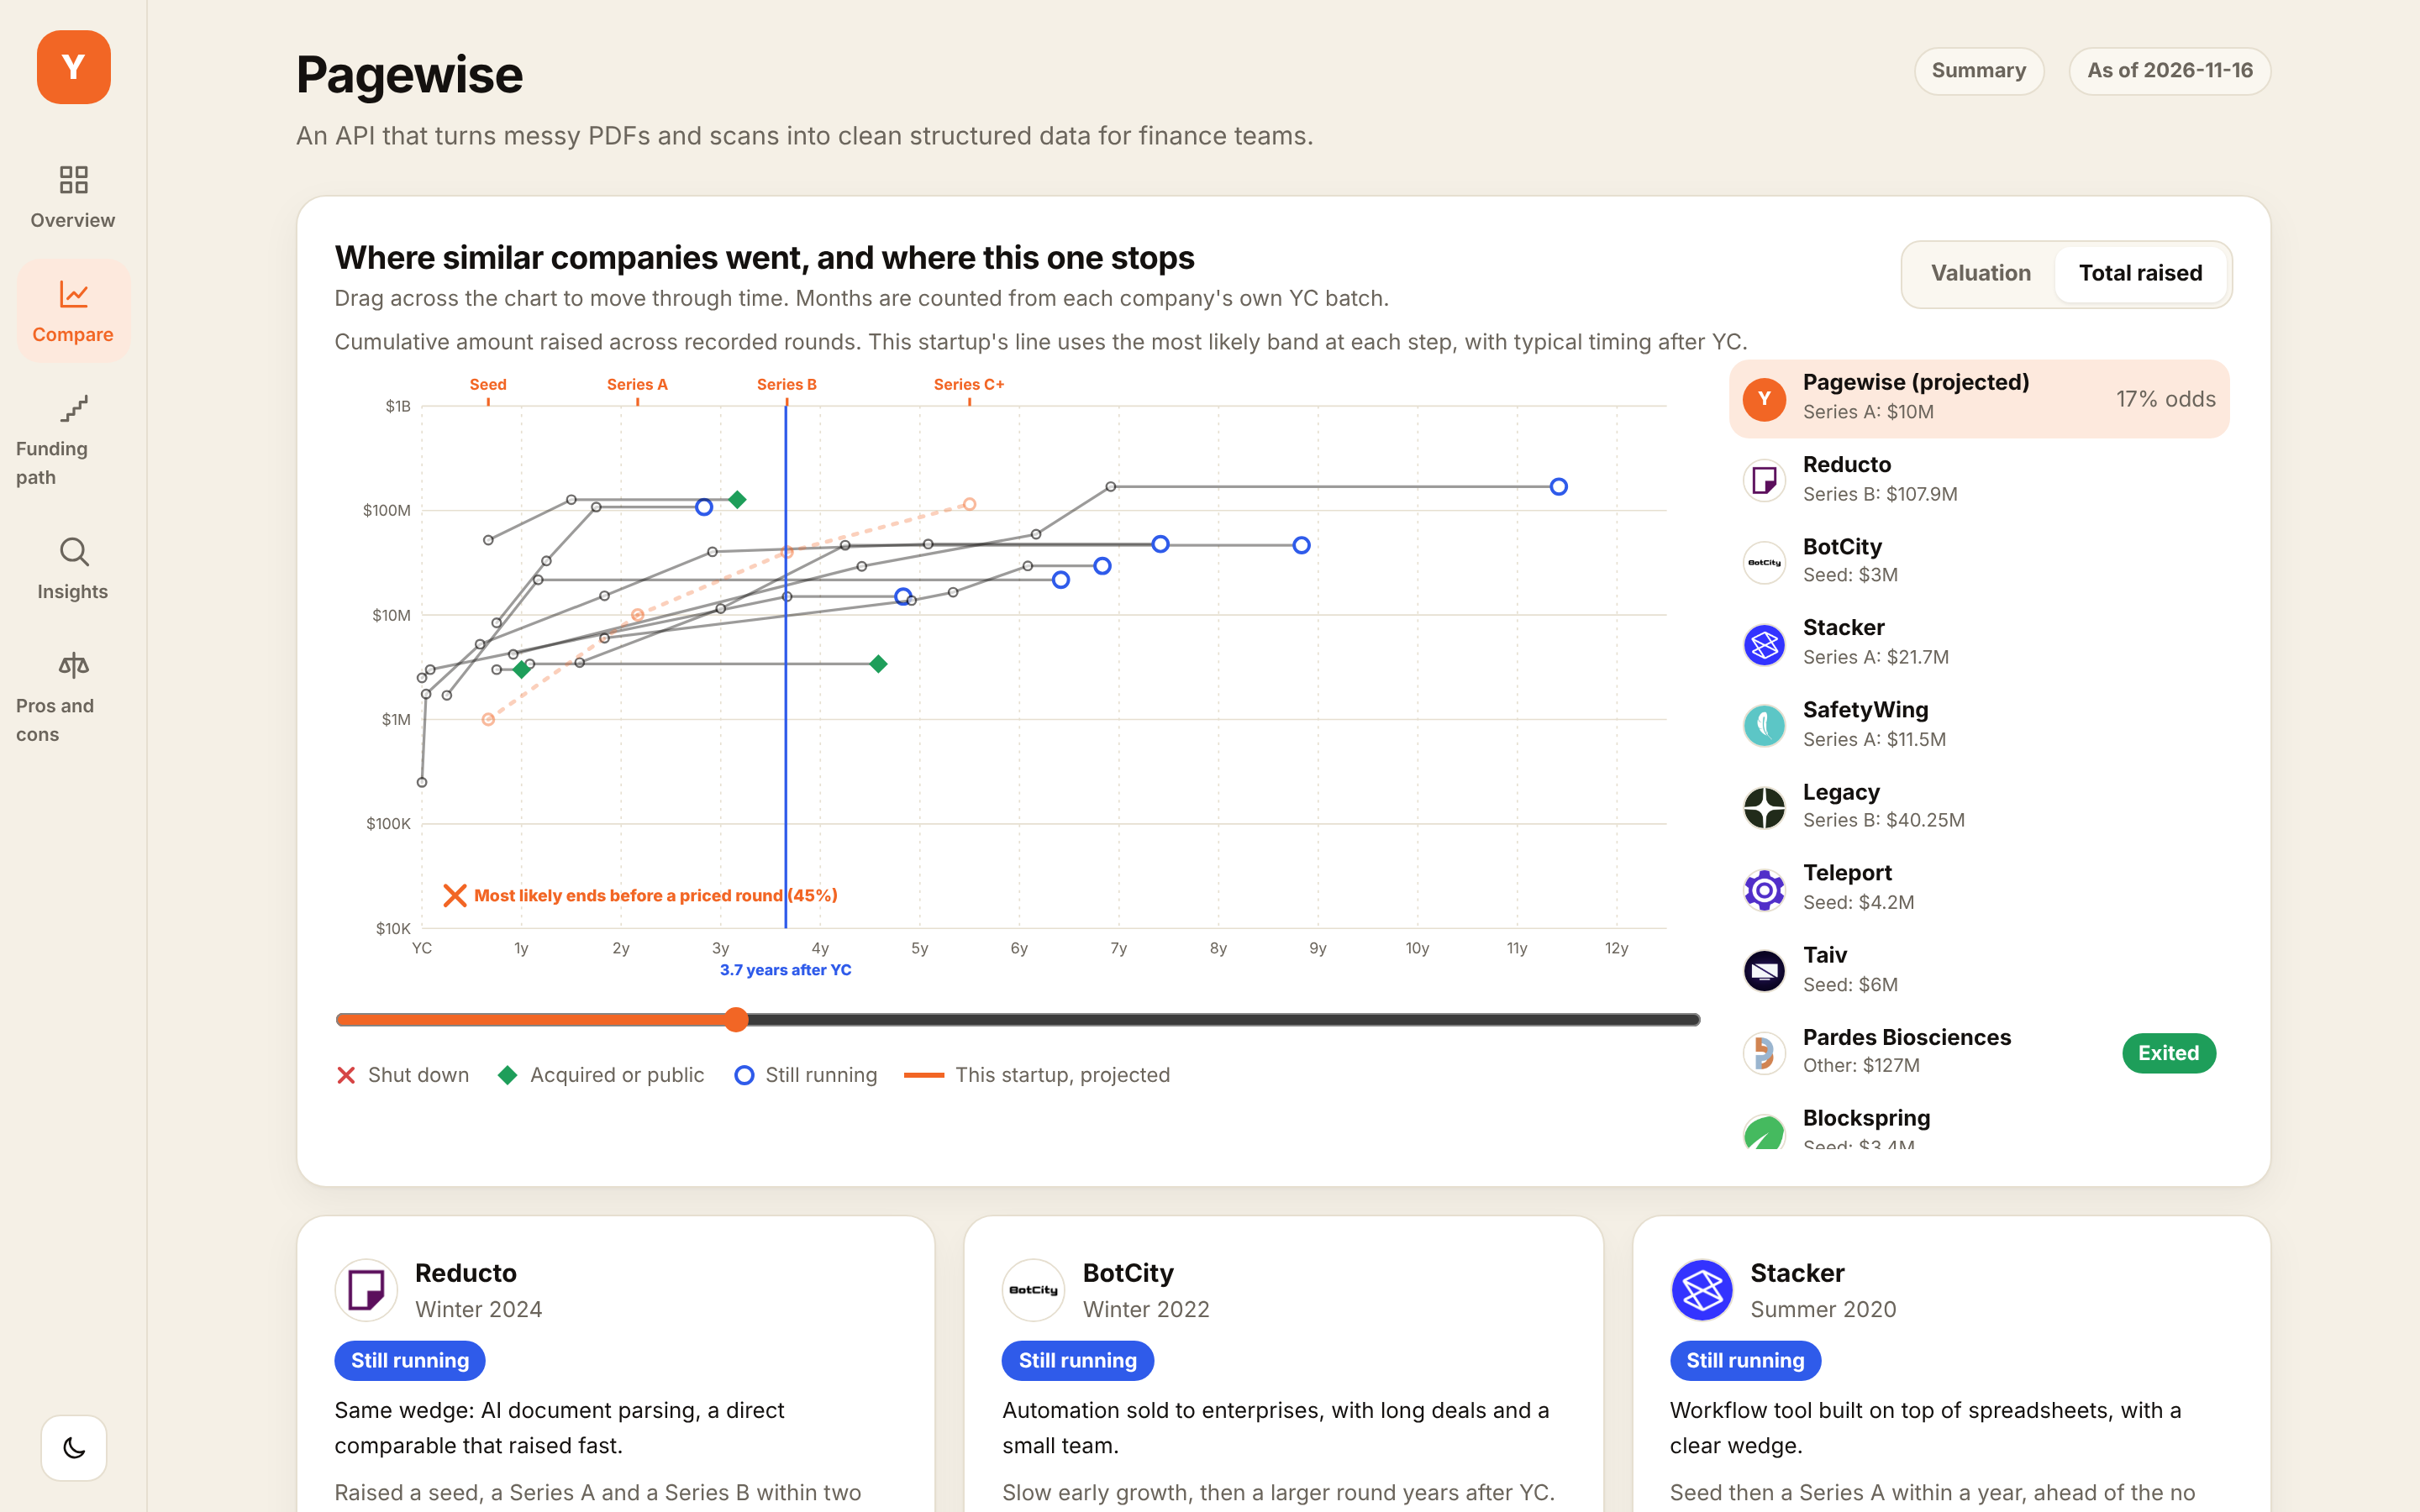 Y
Overview
Compare
Funding
path
Insights
Pros and
cons
Pagewise
Summary
As of 2026-11-16
An API that turns messy PDFs and scans into clean structured data for finance teams.
Where similar companies went, and where this one stops
Valuation
Total raised
Drag across the chart to move through time. Months are counted from each company's own YC batch.
Cumulative amount raised across recorded rounds. This startup's line uses the most likely band at each step, with typical timing after YC.
Seed
Series A
Series B
Series C+
$1B
$100M
$10M
$1M
$100K
$10K
Most likely ends before a priced round (45%)
YC
1y
2y
3y
4y
5y
6y
7y
8y
9y
10y
11y
12y
3.7 years after YC
Shut down
Acquired or public
Still running
This startup, projected
Y
Pagewise (projected)
Series A: $10M
17% odds
Reducto
Series B: $107.9M
BotCity
BotCity
Seed: $3M
Stacker
Series A: $21.7M
SafetyWing
Series A: $11.5M
Legacy
Series B: $40.25M
Teleport
Seed: $4.2M
Taiv
Seed: $6M
Pardes Biosciences
Other: $127M
Exited
Blockspring
Seed: $3.4M
Reducto
Winter 2024
Still running
Same wedge: AI document parsing, a direct
comparable that raised fast.
Raised a seed, a Series A and a Series B within two
BotCity
BotCity
Winter 2022
Still running
Automation sold to enterprises, with long deals and a
small team.
Slow early growth, then a larger round years after YC.
Stacker
Summer 2020
Still running
Workflow tool built on top of spreadsheets, with a
clear wedge.
Seed then a Series A within a year, ahead of the no